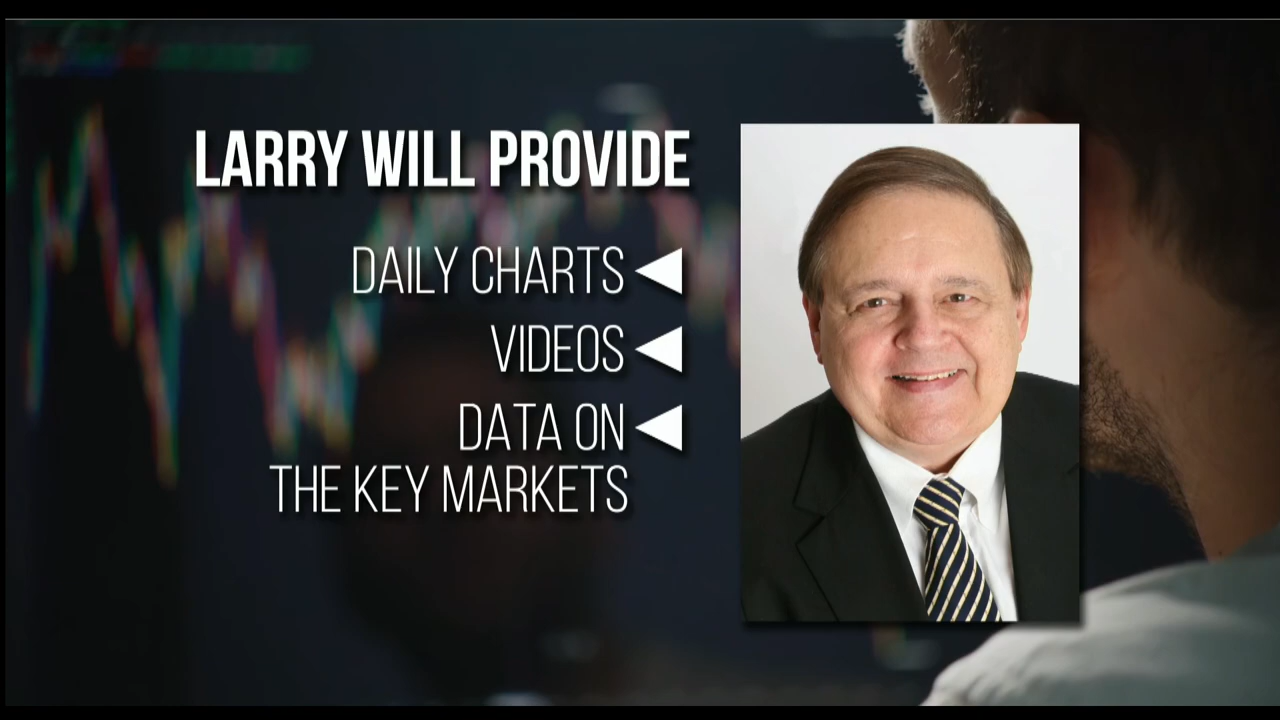 LARRY WILL PROVIDE
DAILY CHARTS
VIDEOS
DATA ON
THE KEY MARKETS